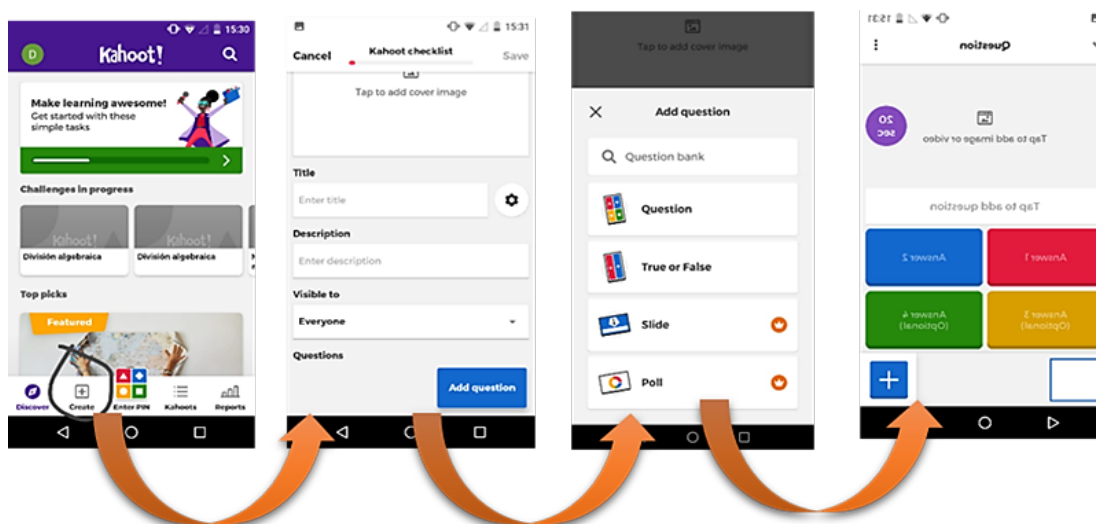 15:30
D
Kahoot!
Make learning awesome!
Get started with these
simple tasks
Challenges in progress
Kahoot!
Kahoot!
División algebraica
División algebraica
Top picks
Featured
Discover
Create
Enter PIN
Kahoots
Reports
15:31
Cancel
Kahoot checklist
Save
Tap to add cover image
Title
Enter title
Description
Enter description
Visible to
Everyone
Questions
Add question
Tap to add cover image
Add question
Question bank
Question
True or False
Slide
Poll
15:31
Question
20
sec
Tap to add image or video
Tap to add question
Answer 2
Answer 1
Answer 4
(Optional)
Answer 3
(Optional)